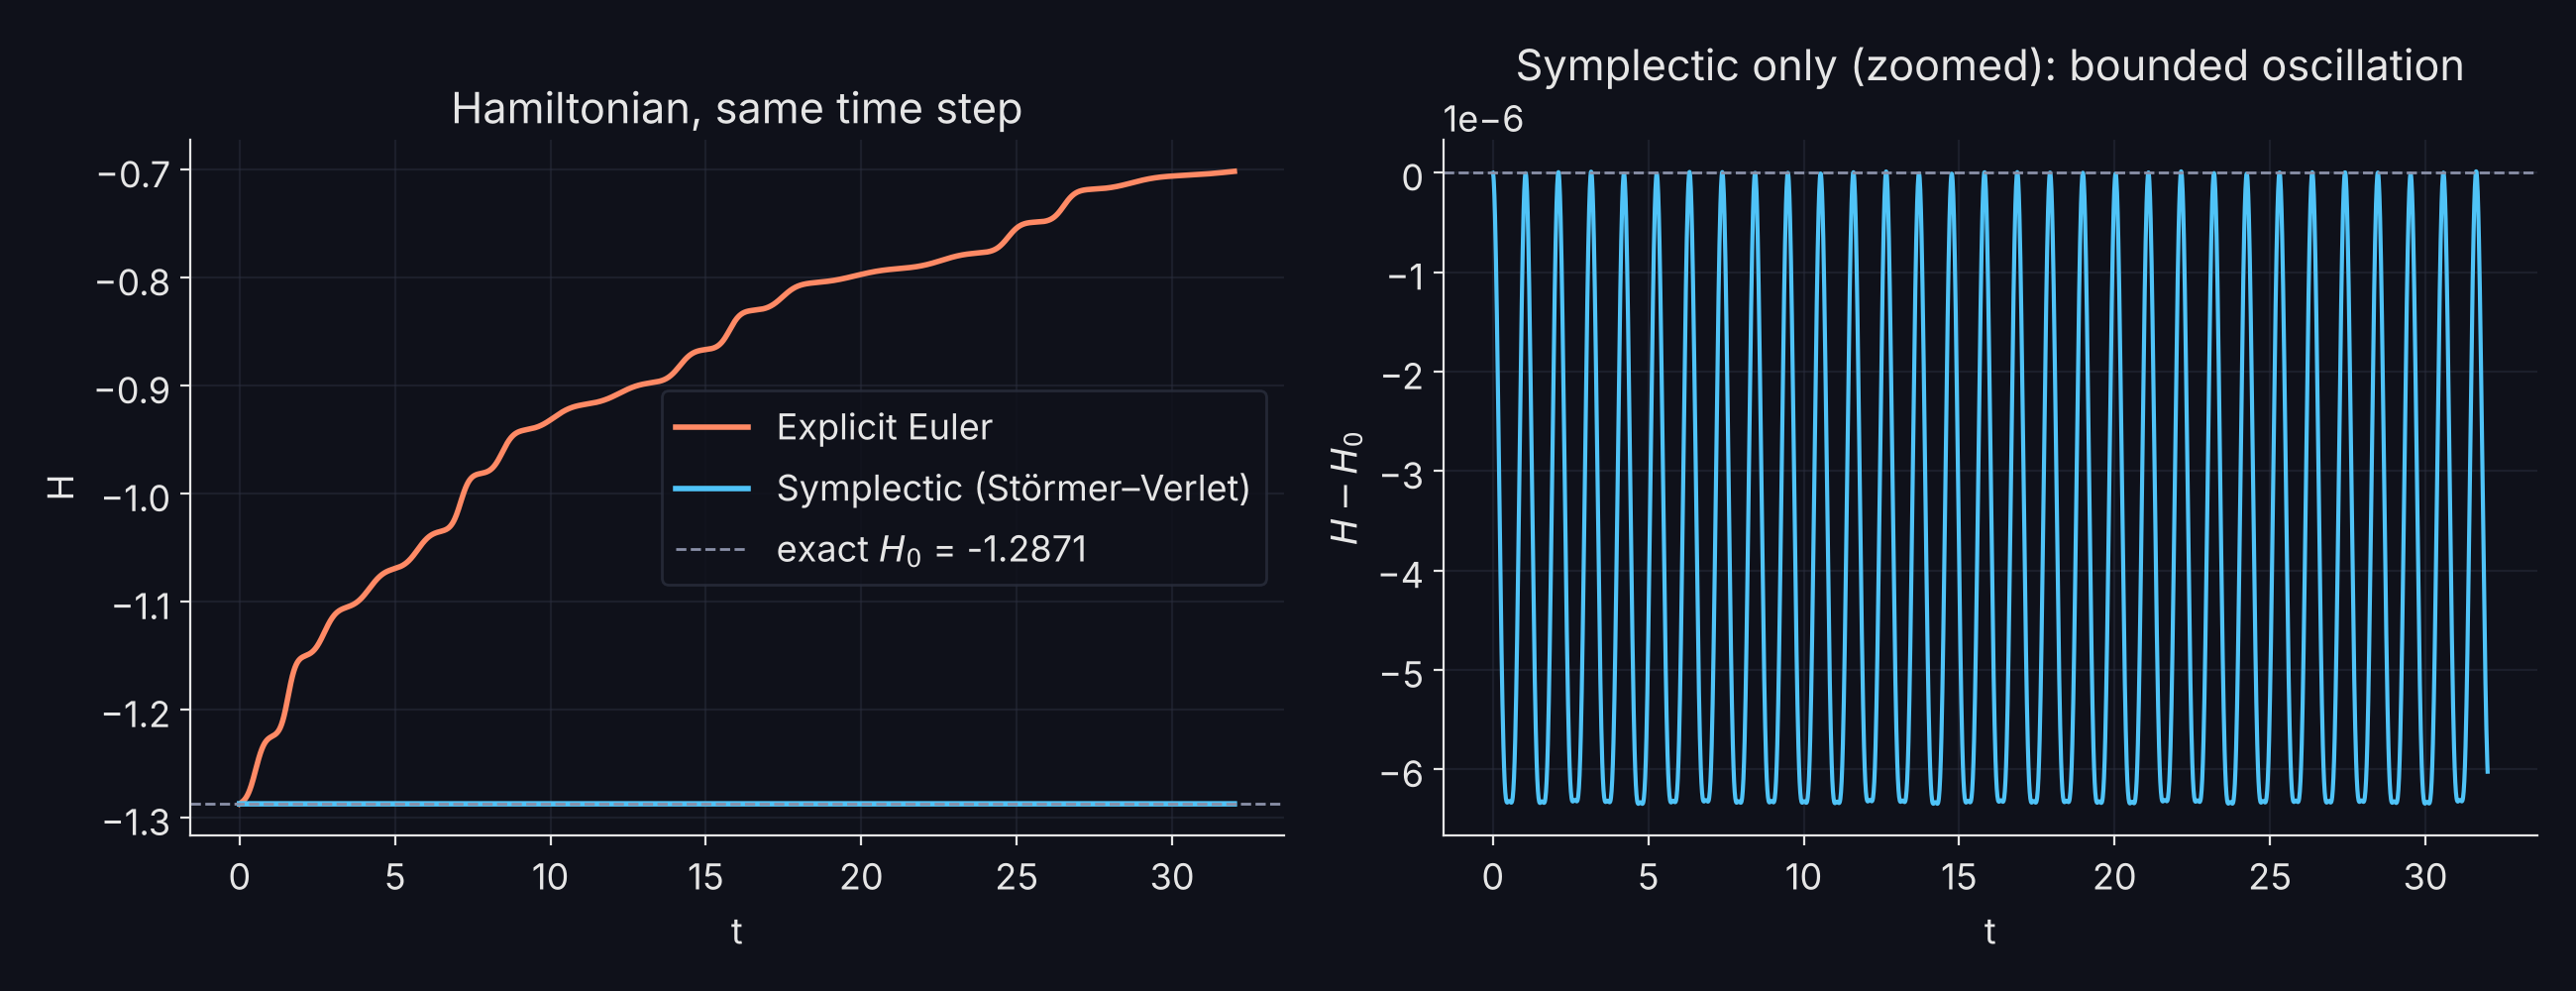 Hamiltonian, same time step
H
−0.7
−0.8
−0.9
−1.0
−1.1
−1.2
−1.3
Explicit Euler
Symplectic (Störmer–Verlet)
exact H₀ = -1.2871
0 5 10 15 20 25 30
t
Symplectic only (zoomed): bounded oscillation
1e−6
H − H₀
0
−1
−2
−3
−4
−5
−6
0 5 10 15 20 25 30
t